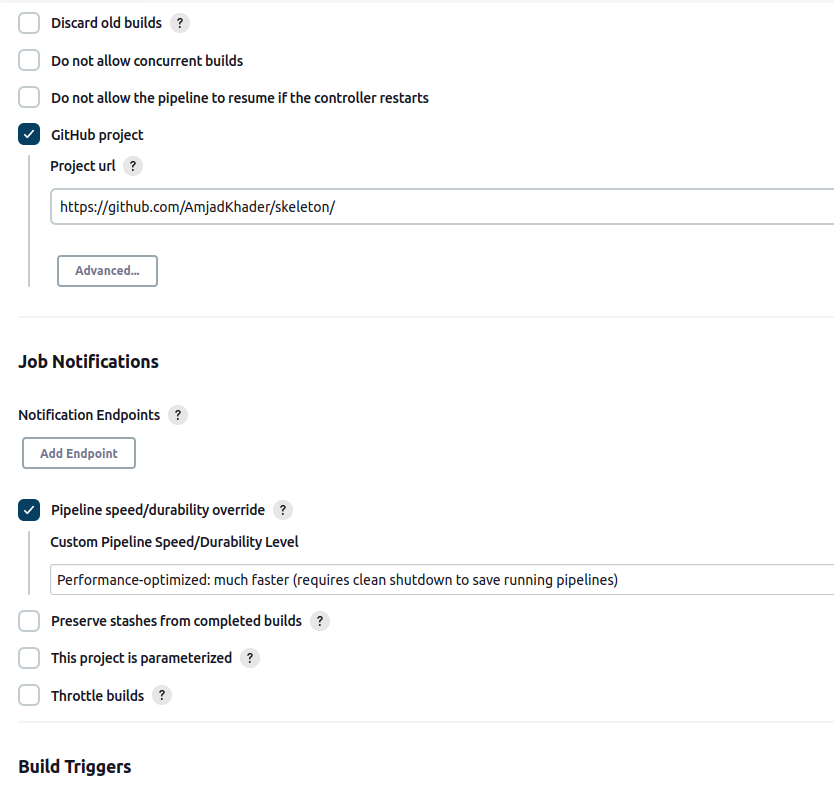 Discard old builds ?
Do not allow concurrent builds
Do not allow the pipeline to resume if the controller restarts
GitHub project
Project url ?
https://github.com/AmjadKhader/skeleton/
Advanced...
Job Notifications
Notification Endpoints ?
Add Endpoint
Pipeline speed/durability override ?
Custom Pipeline Speed/Durability Level
Performance-optimized: much faster (requires clean shutdown to save running pipelines)
Preserve stashes from completed builds ?
This project is parameterized ?
Throttle builds ?
Build Triggers